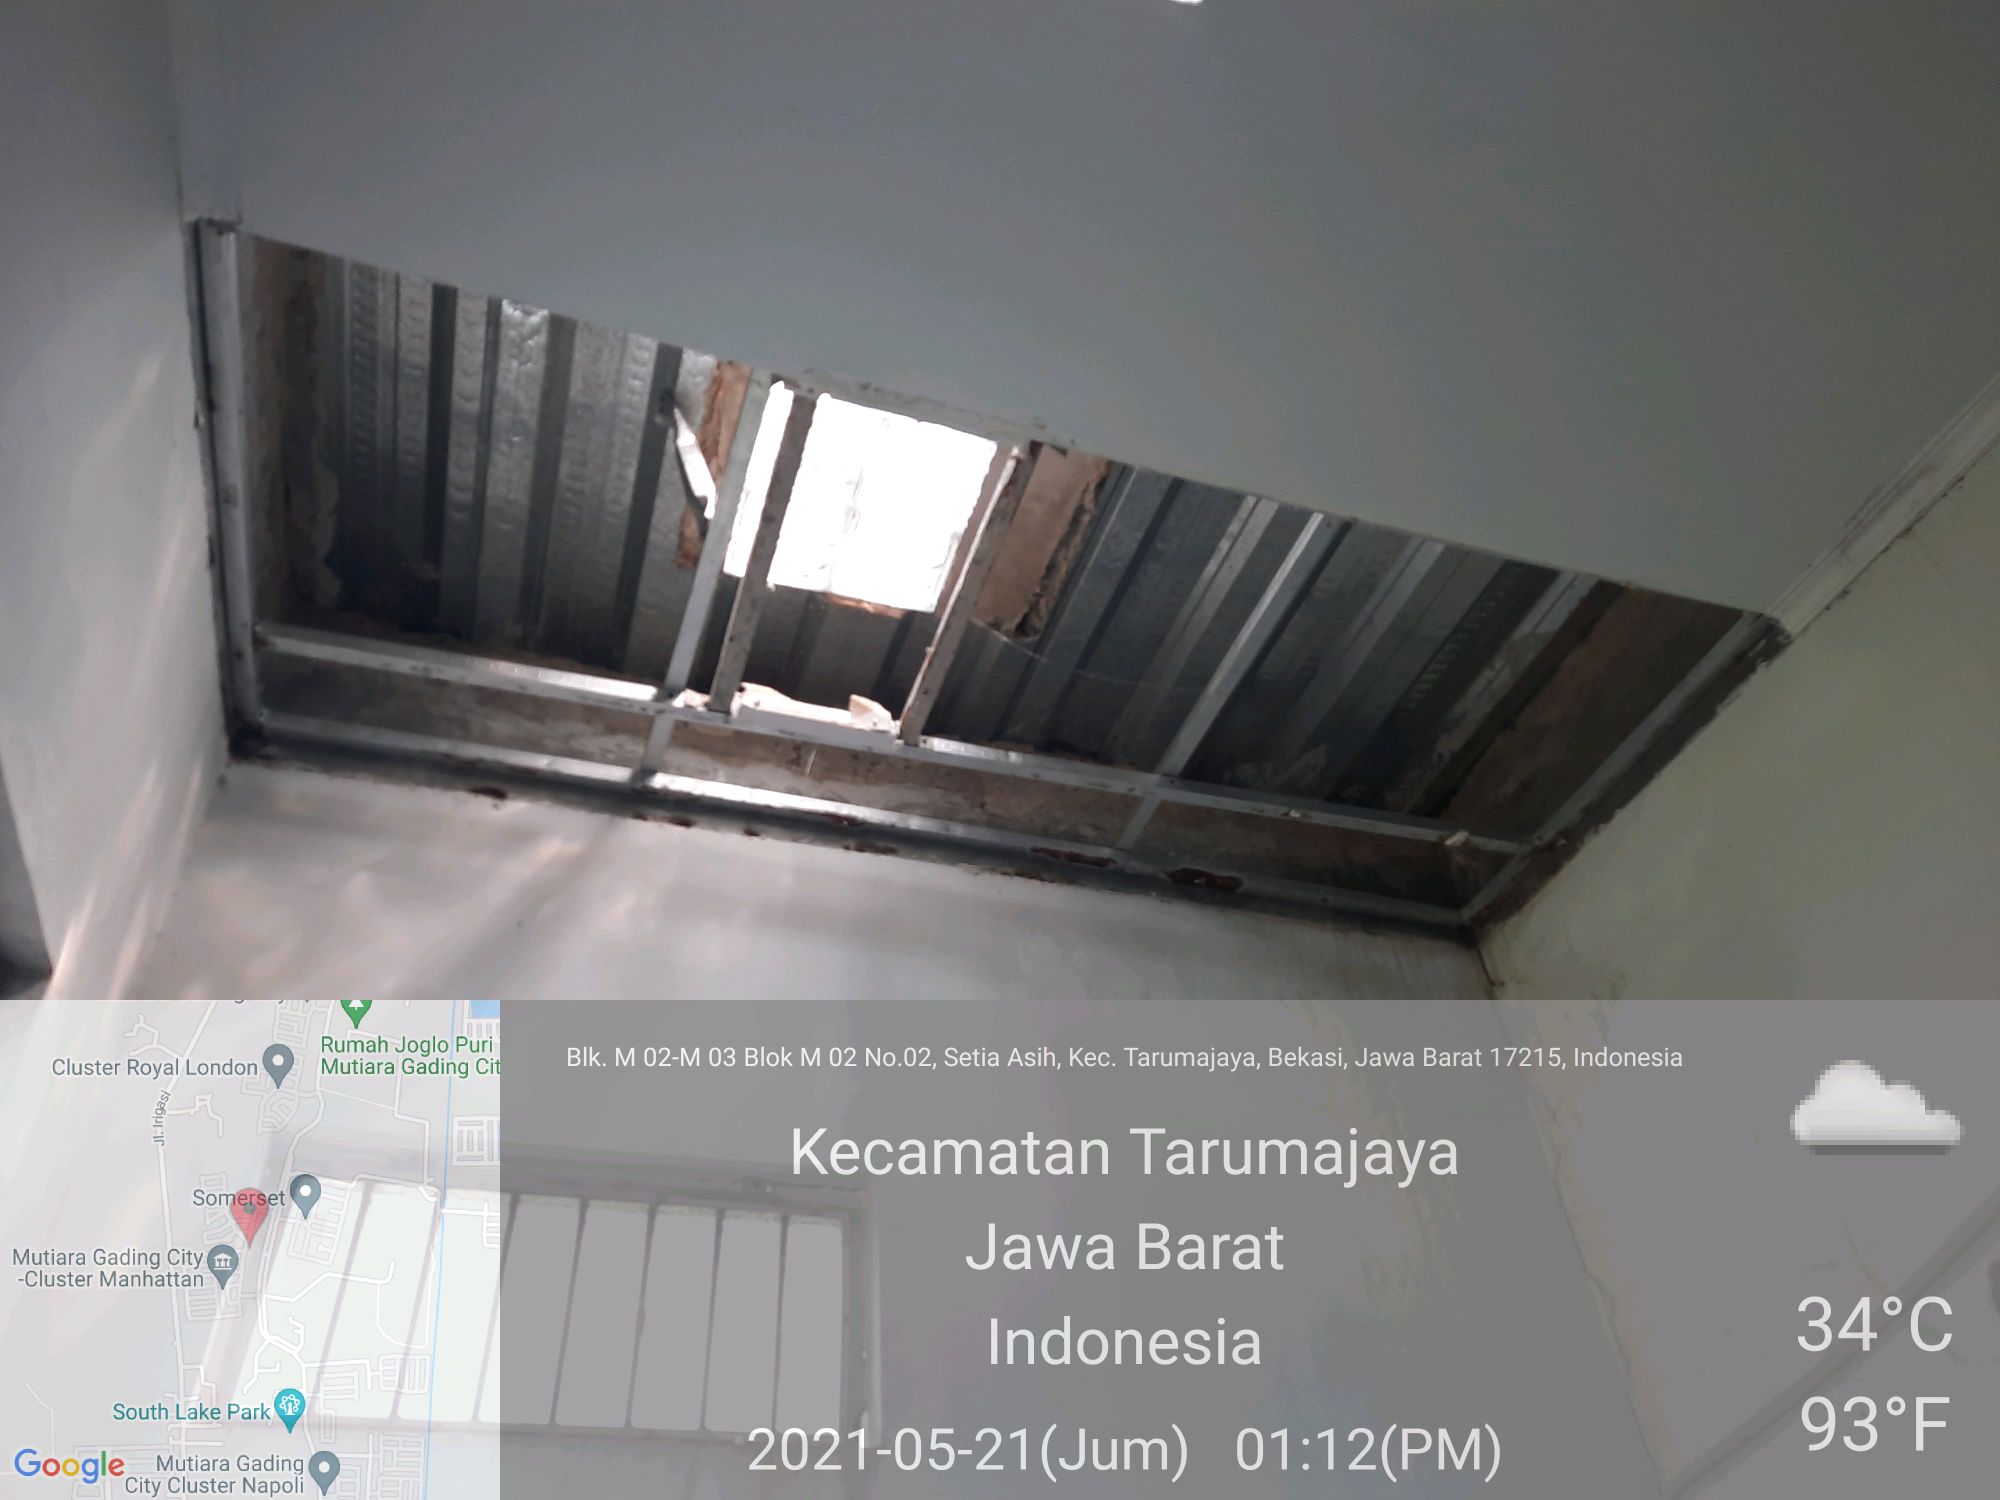 Rumah Joglo Puri
Mutiara Gading Cit
Cluster Royal London
Jl. Irigasi
Somerset
Mutiara Gading City
-Cluster Manhattan
South Lake Park
Google
Mutiara Gading
City Cluster Napoli
Blk. M 02-M 03 Blok M 02 No.02, Setia Asih, Kec. Tarumajaya, Bekasi, Jawa Barat 17215, Indonesia
Kecamatan Tarumajaya
Jawa Barat
Indonesia
2021-05-21(Jum) 01:12(PM)
34°C
93°F